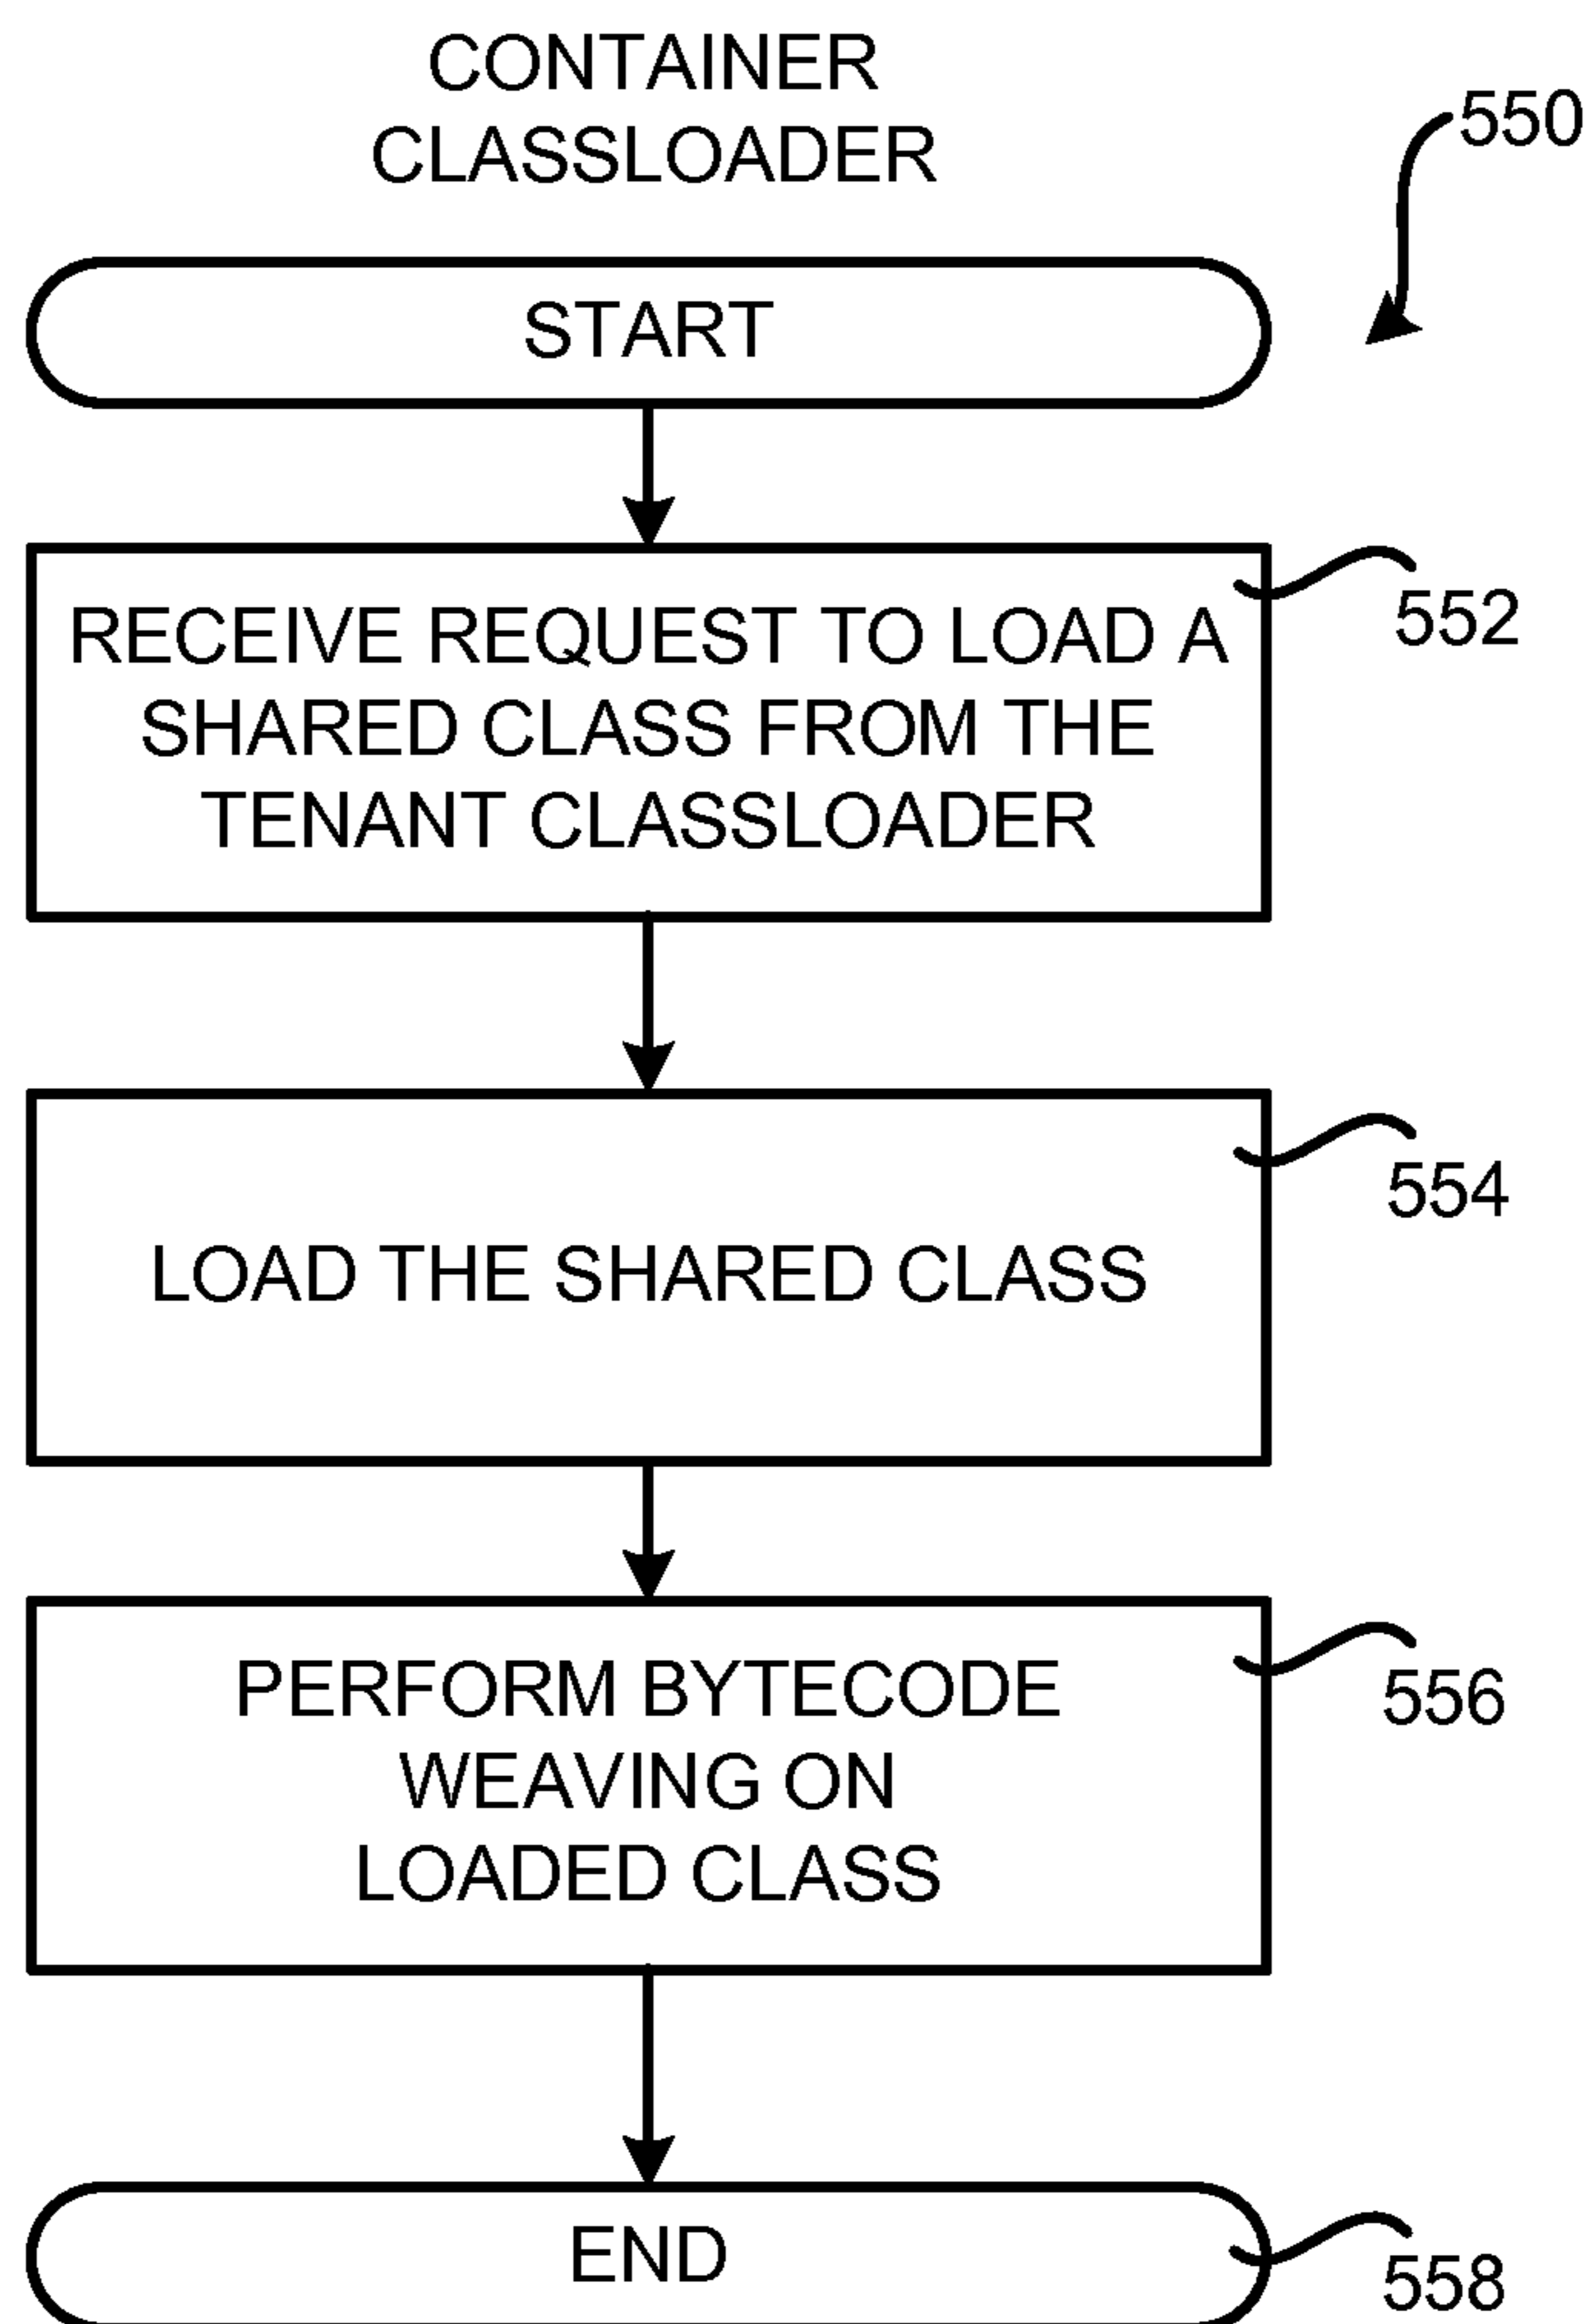 CONTAINER
CLASSLOADER
550
START
RECEIVE REQUEST TO LOAD A
SHARED CLASS FROM THE
TENANT CLASSLOADER
552
LOAD THE SHARED CLASS
554
PERFORM BYTECODE
WEAVING ON
LOADED CLASS
556
END
558